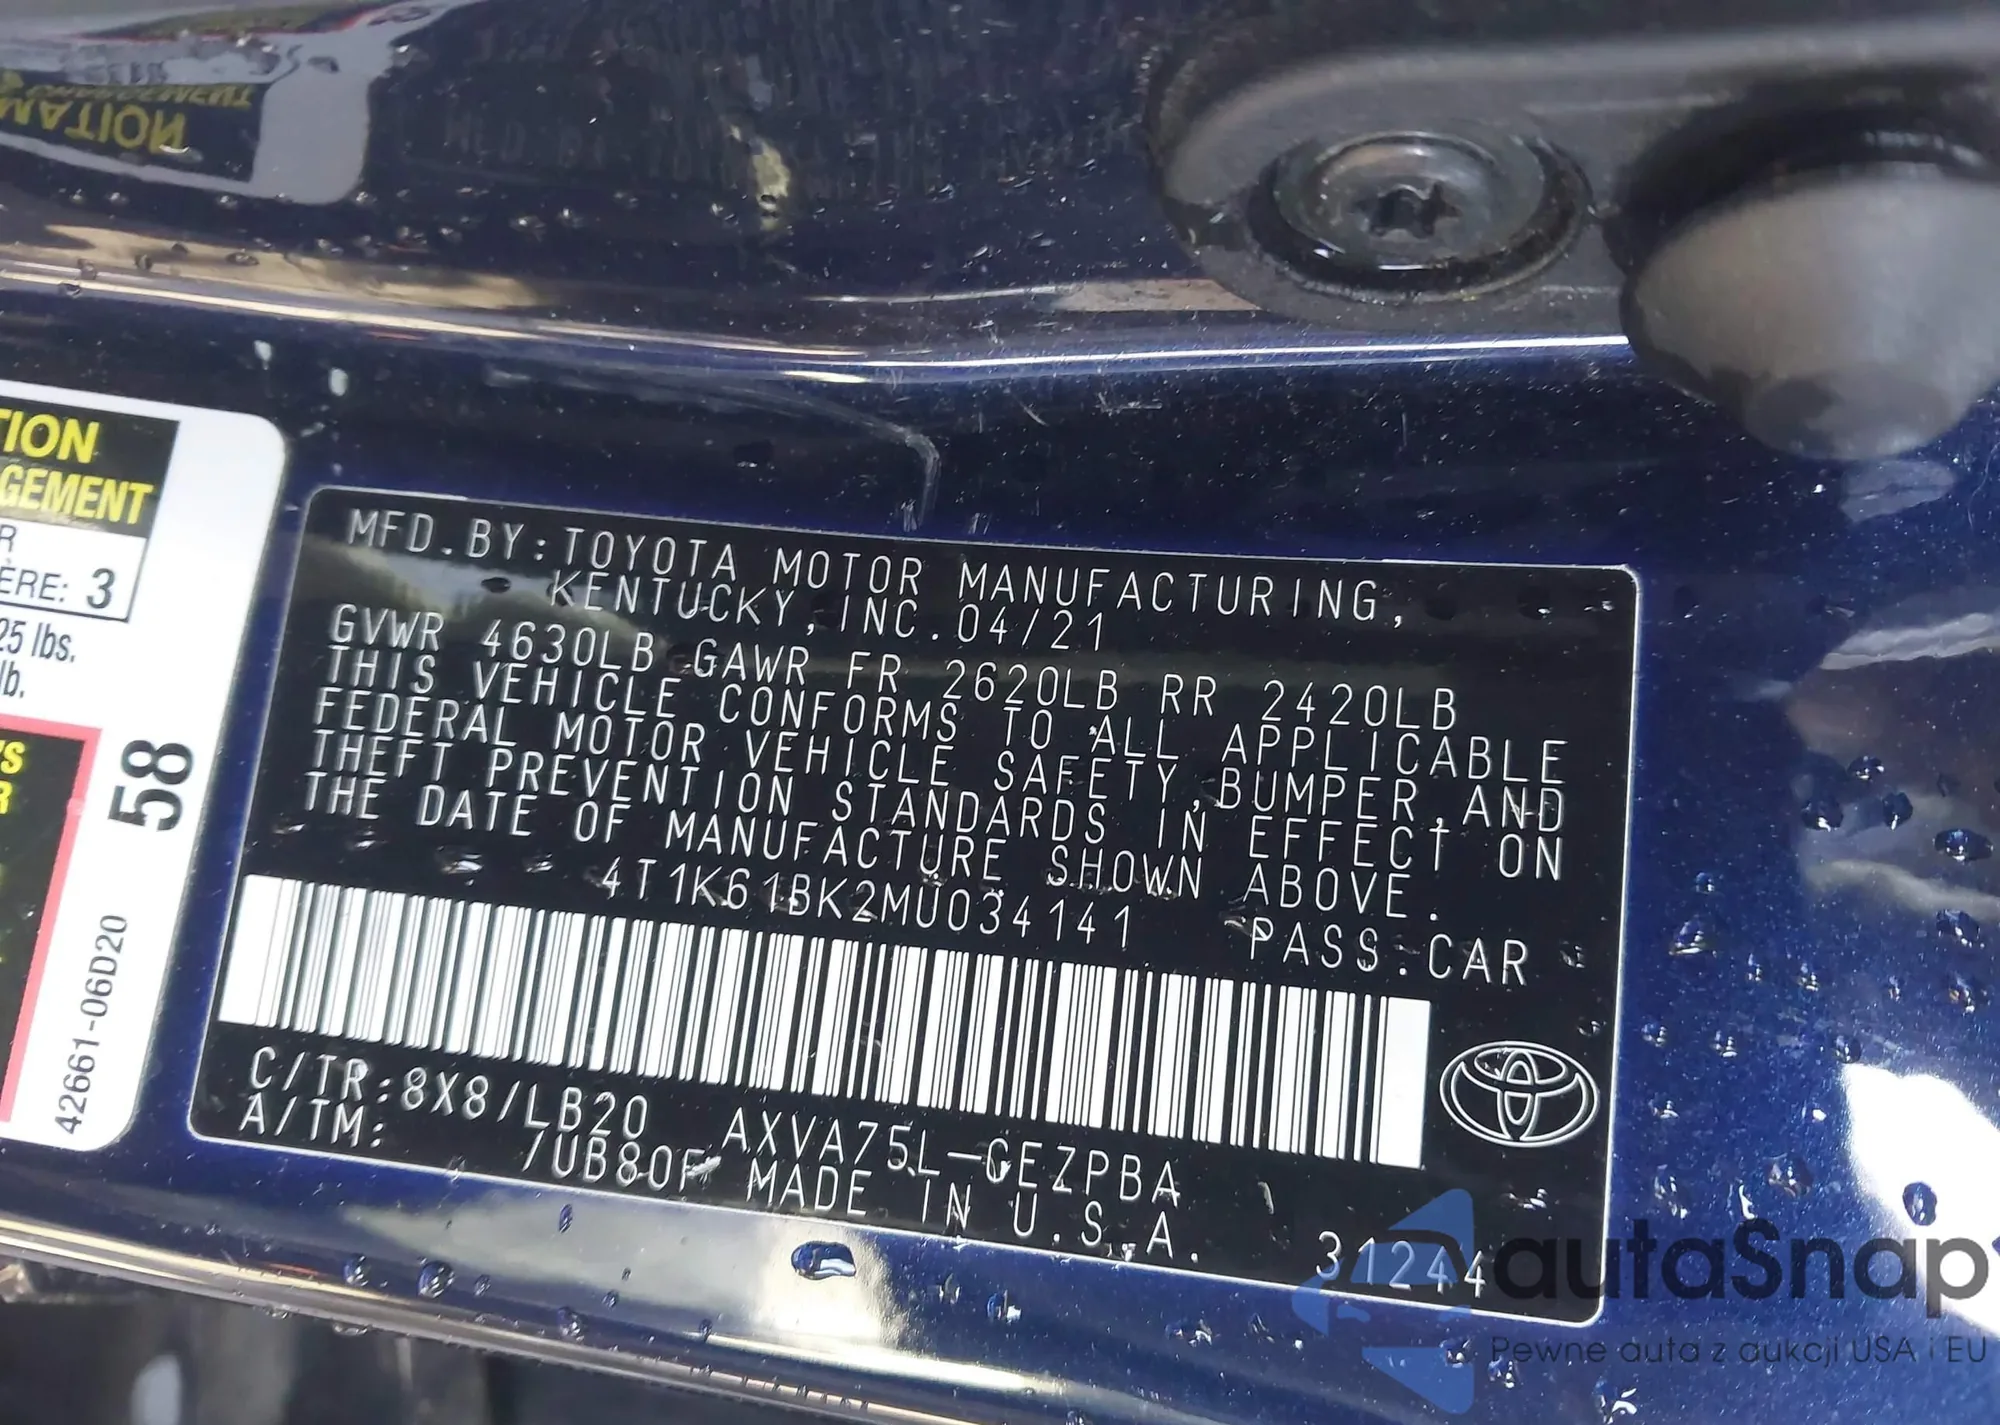 MATION
TION
GEMENT
R
ÈRE: 3
25 lbs.
lb.
58
42661-06D20
MFD.BY:TOYOTA MOTOR MANUFACTURING,
KENTUCKY,INC.04/21
GVWR 4630LB GAWR FR 2620LB RR 2420LB
THIS VEHICLE CONFORMS TO ALL APPLICABLE
FEDERAL MOTOR VEHICLE SAFETY,BUMPER,AND
THEFT PREVENTION STANDARDS IN EFFECT ON
THE DATE OF MANUFACTURE SHOWN ABOVE.
4T1K61BK2MU034141 PASS.CAR
C/TR:8X8/LB20 AXVA75L-CEZPBA
A/TM: /UB80F MADE IN U.S.A.
31244
autaSnap
Pewne auta z aukcji USA i EU